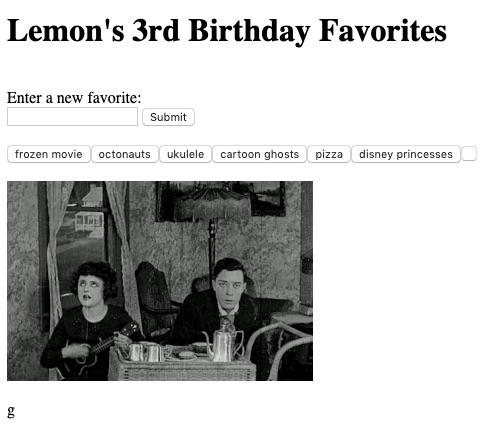 Lemon's 3rd Birthday Favorites
Enter a new favorite:
Submit
frozen movie octonauts ukulele cartoon ghosts pizza disney princesses
g